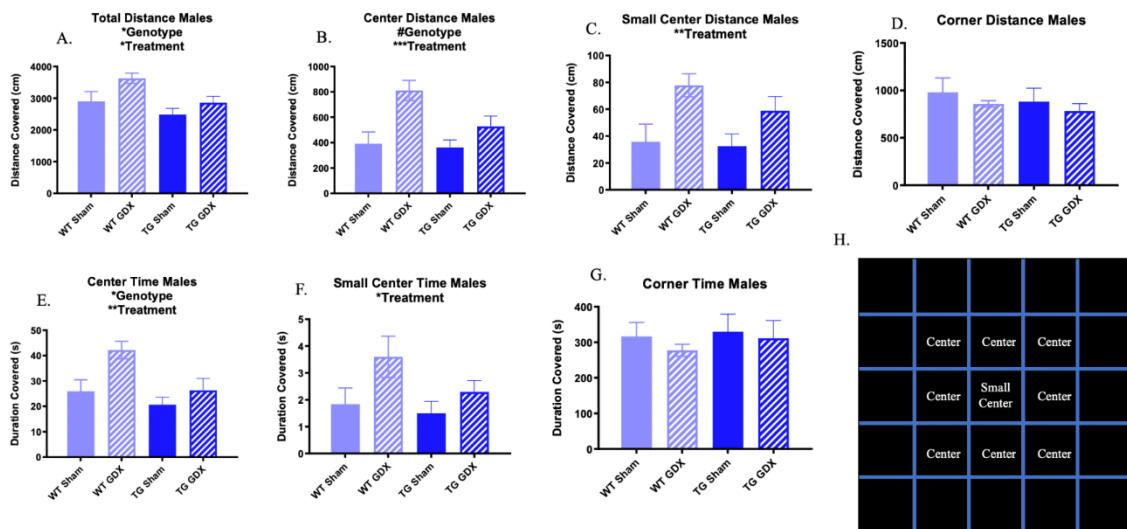 A.
Total Distance Males
*Genotype
*Treatment
Distance Covered (cm)
4000
3000
2000
1000
0
WT Sham
WT GDX
TG Sham
TG GDX
B.
Center Distance Males
#Genotype
***Treatment
Distance Covered (cm)
1000
800
600
400
200
0
WT Sham
WT GDX
TG Sham
TG GDX
C.
Small Center Distance Males
**Treatment
Distance Covered (cm)
100
80
60
40
20
0
WT Sham
WT GDX
TG Sham
TG GDX
D.
Corner Distance Males
Distance Covered (cm)
1500
1000
500
0
WT Sham
WT GDX
TG Sham
TG GDX
E.
Center Time Males
*Genotype
**Treatment
Duration Covered (s)
50
40
30
20
10
0
WT Sham
WT GDX
TG Sham
TG GDX
F.
Small Center Time Males
*Treatment
Duration Covered (s)
5
4
3
2
1
0
WT Sham
WT GDX
TG Sham
TG GDX
G.
Corner Time Males
Duration Covered (s)
400
300
200
100
0
WT Sham
WT GDX
TG Sham
TG GDX
H.
Center Center Center
Center Small Center Center
Center Center Center